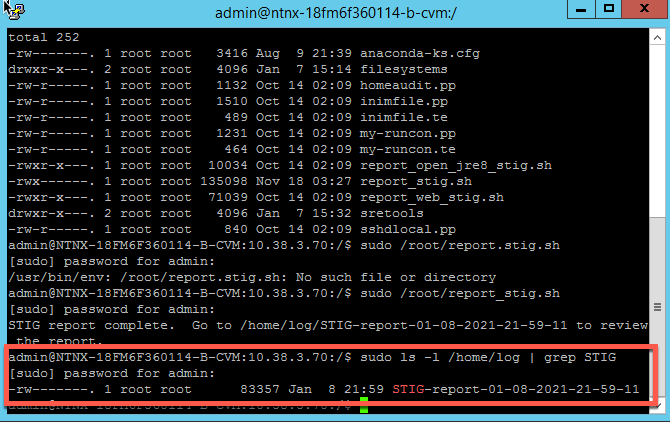 admin@ntnx-18fm6f360114-b-cvm:/
total 252
-rw-------. 1 root root   3416 Aug  9 21:39 anaconda-ks.cfg
drwxr-x---. 2 root root   4096 Jan  7 15:14 filesystems
-rw-r-----. 1 root root   1132 Oct 14 02:09 homeaudit.pp
-rw-r-----. 1 root root   1510 Oct 14 02:09 inimfile.pp
-rw-r-----. 1 root root    489 Oct 14 02:09 inimfile.te
-rw-r-----. 1 root root   1231 Oct 14 02:09 my-runcon.pp
-rw-r-----. 1 root root    464 Oct 14 02:09 my-runcon.te
-rwxr-x---. 1 root root  10034 Oct 14 02:09 report_open_jre8_stig.sh
-rwx------. 1 root root 135098 Nov 18 03:27 report_stig.sh
-rwxr-x---. 1 root root  71039 Oct 14 02:09 report_web_stig.sh
drwxr-x---. 2 root root   4096 Jan  7 15:32 sretools
-rw-r-----. 1 root root    840 Oct 14 02:09 sshdlocal.pp
admin@NTNX-18FM6F360114-B-CVM:10.38.3.70:/$ sudo /root/report.stig.sh
[sudo] password for admin:
/usr/bin/env: /root/report.stig.sh: No such file or directory
admin@NTNX-18FM6F360114-B-CVM:10.38.3.70:/$ sudo /root/report_stig.sh
[sudo] password for admin:
STIG report complete.  Go to /home/log/STIG-report-01-08-2021-21-59-11 to review
 the report.
admin@NTNX-18FM6F360114-B-CVM:10.38.3.70:/$ sudo ls -l /home/log | grep STIG
[sudo] password for admin:
-rw-------. 1 root root      83357 Jan  8 21:59 STIG-report-01-08-2021-21-59-11
admin@NTNX-18FM6F360114-B-CVM:10.38.3.70:/$